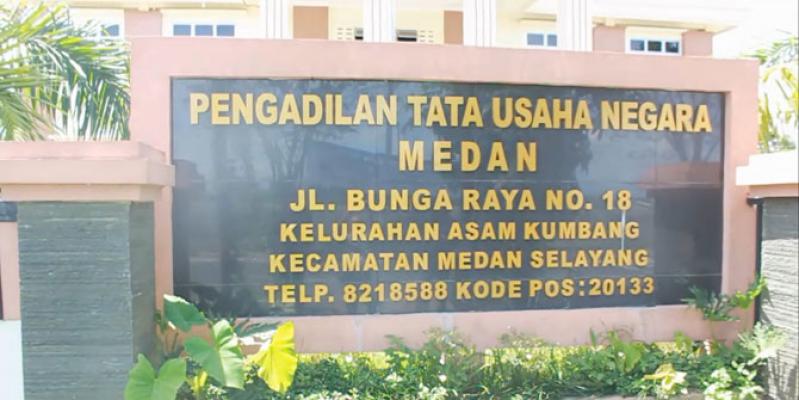 PENGADILAN TATA USAHA NEGARA
MEDAN
JL. BUNGA RAYA NO. 18
KELURAHAN ASAM KUMBANG
KECAMATAN MEDAN SELAYANG
TELP. 8218588 KODE POS : 20133